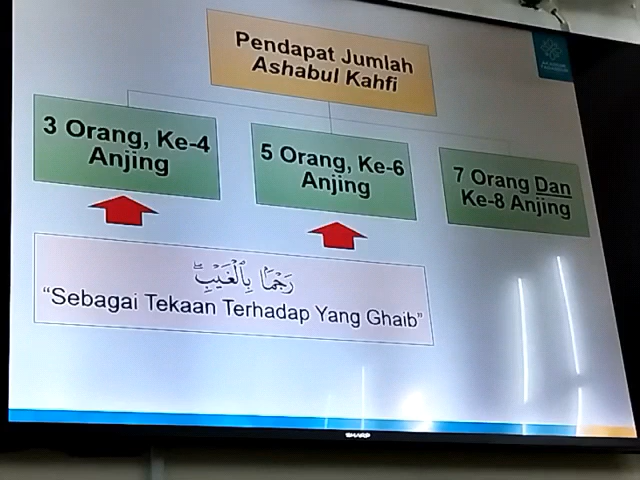 Pendapat Jumlah
Ashabul Kahfi
3 Orang, Ke-4
Anjing
5 Orang, Ke-6
Anjing
7 Orang Dan
Ke-8 Anjing
رَجْمًۢا بِٱلْغَيْبِ ۖ
“Sebagai Tekaan Terhadap Yang Ghaib”
SHARP